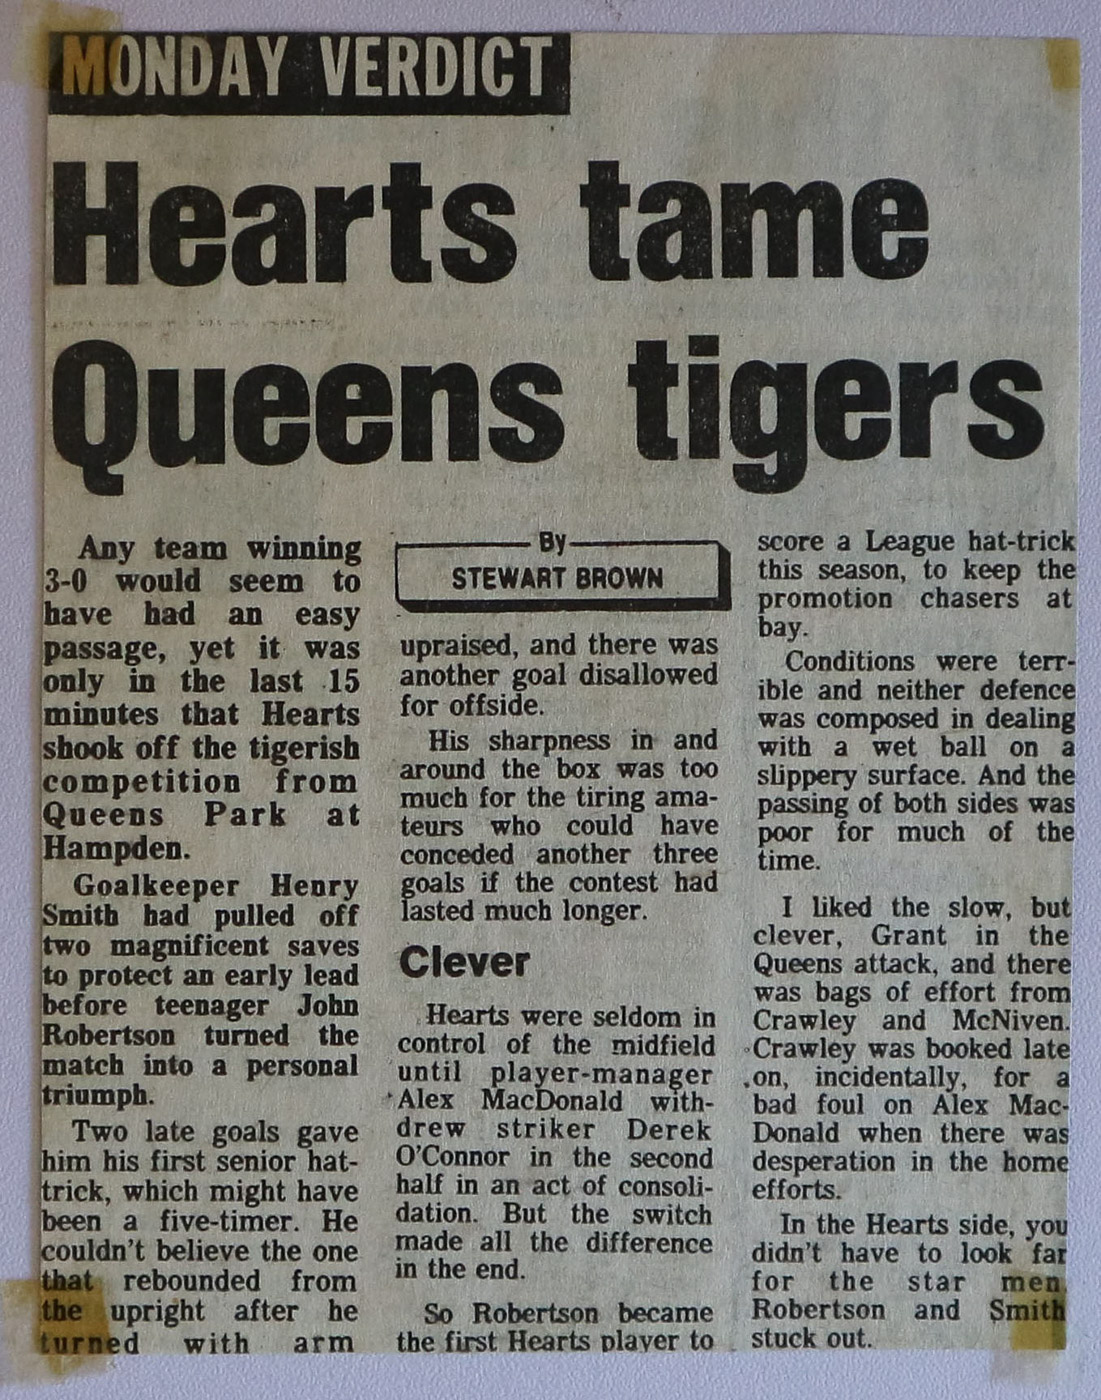 MONDAY VERDICT
Hearts tame
Queens tigers
Any team winning
3-0 would seem to
have had an easy
passage, yet it was
only in the last 15
minutes that Hearts
shook off the tigerish
competition from
Queens Park at
Hampden.
Goalkeeper Henry
Smith had pulled off
two magnificent saves
to protect an early lead
before teenager John
Robertson turned the
match into a personal
triumph.
Two late goals gave
him his first senior hat-
trick, which might have
been a five-timer. He
couldn't believe the one
that rebounded from
the upright after he
turned with arm
By
STEWART BROWN
upraised, and there was
another goal disallowed
for offside.
His sharpness in and
around the box was too
much for the tiring ama-
teurs who could have
conceded another three
goals if the contest had
lasted much longer.
Clever
Hearts were seldom in
control of the midfield
until player-manager
Alex MacDonald with-
drew striker Derek
O'Connor in the second
half in an act of consoli-
dation. But the switch
made all the difference
in the end.
So Robertson became
the first Hearts player to
score a League hat-trick
this season, to keep the
promotion chasers at
bay.
Conditions were terr-
ible and neither defence
was composed in dealing
with a wet ball on a
slippery surface. And the
passing of both sides was
poor for much of the
time.
I liked the slow, but
clever, Grant in the
Queens attack, and there
was bags of effort from
Crawley and McNiven.
Crawley was booked late
on, incidentally, for a
bad foul on Alex Mac-
Donald when there was
desperation in the home
efforts.
In the Hearts side, you
didn't have to look far
for the star men.
Robertson and Smith
stuck out.